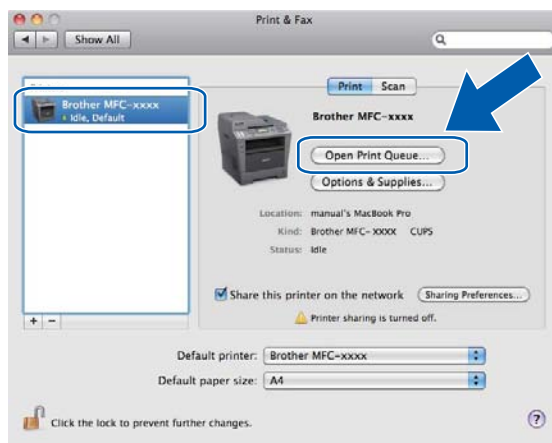 Print & Fax
Show All
Print Scan
Brother MFC-xxxx
Idle, Default
Brother MFC-xxxx
Open Print Queue...
Options & Supplies...
Location: manual's MacBook Pro
Kind: Brother MFC-XXXX CUPS
Status: Idle
Share this printer on the network Sharing Preferences...
Printer sharing is turned off.
+ −
Default printer: Brother MFC-xxxx
Default paper size: A4
Click the lock to prevent further changes. ?